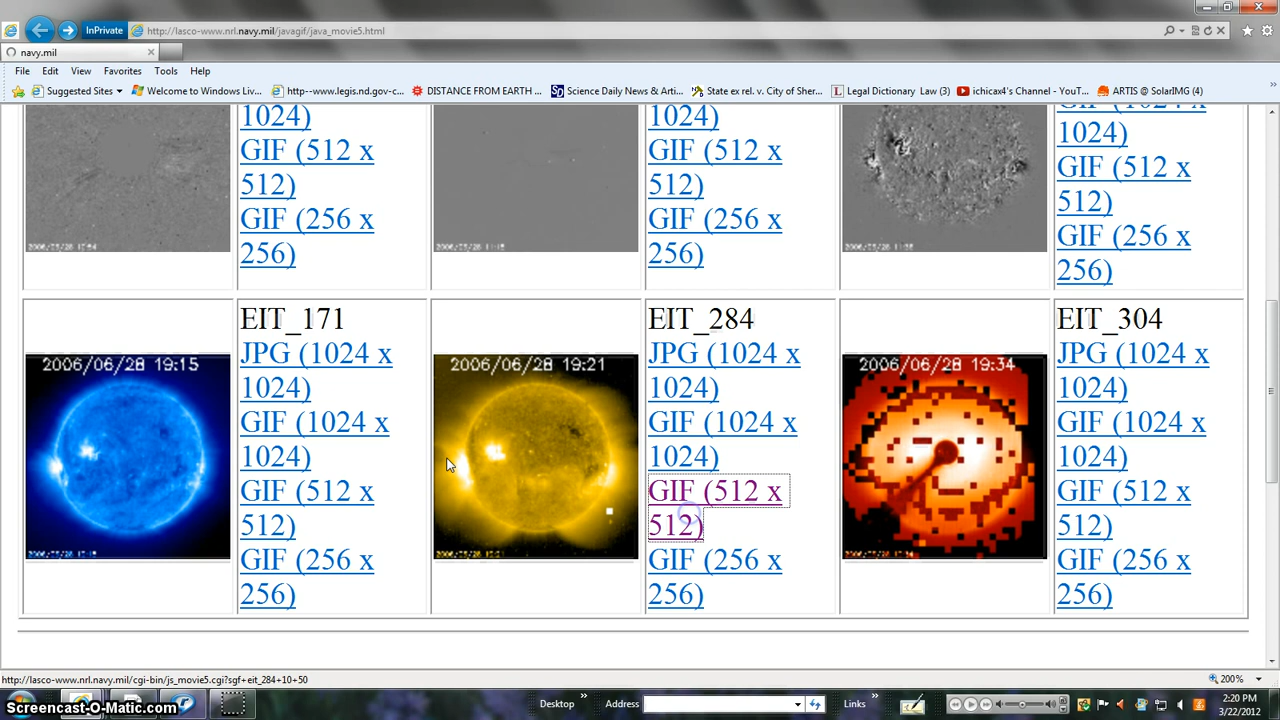 InPrivate
http://lasco-www.nrl.navy.mil/javagif/java_movie5.html
navy.mil
File Edit View Favorites Tools Help
Suggested Sites Welcome to Windows Liv... http--www.legis.nd.gov-c... DISTANCE FROM EARTH ... Science Daily News & Arti... State ex rel. v. City of Sher... Legal Dictionary Law (3) ichicax4's Channel - YouT... ARTIS @ SolarIMG (4)
1024)
GIF (512 x
512)
GIF (256 x
256)
1024)
GIF (512 x
512)
GIF (256 x
256)
GIF (1024 x
1024)
GIF (512 x
512)
GIF (256 x
256)
EIT_171
2006/06/28 19:15
JPG (1024 x
1024)
GIF (1024 x
1024)
GIF (512 x
512)
GIF (256 x
256)
EIT_284
2006/06/28 19:21
JPG (1024 x
1024)
GIF (1024 x
1024)
GIF (512 x
512)
GIF (256 x
256)
EIT_304
2006/06/28 19:34
JPG (1024 x
1024)
GIF (1024 x
1024)
GIF (512 x
512)
GIF (256 x
256)
http://lasco-www.nrl.navy.mil/cgi-bin/js_movie5.cgi?sgf+eit_284+10+50
200%
Screencast-O-Matic.com
Desktop
Address
Links
2:20 PM
3/22/2012